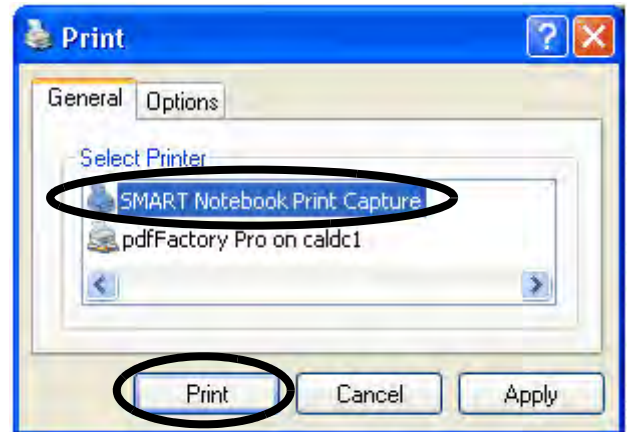 Print
General Options
Select Printer
SMART Notebook Print Capture
pdfFactory Pro on caldc1
Print Cancel Apply